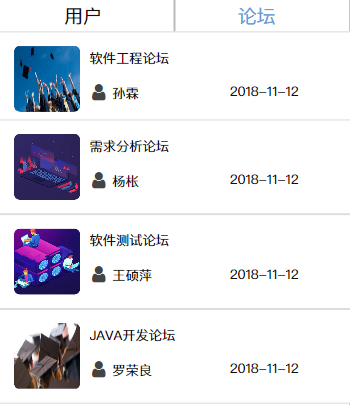 用户 论坛
软件工程论坛
孙霖 2018-11-12
需求分析论坛
杨枨 2018-11-12
软件测试论坛
王硕萍 2018-11-12
JAVA开发论坛
罗荣良 2018-11-12